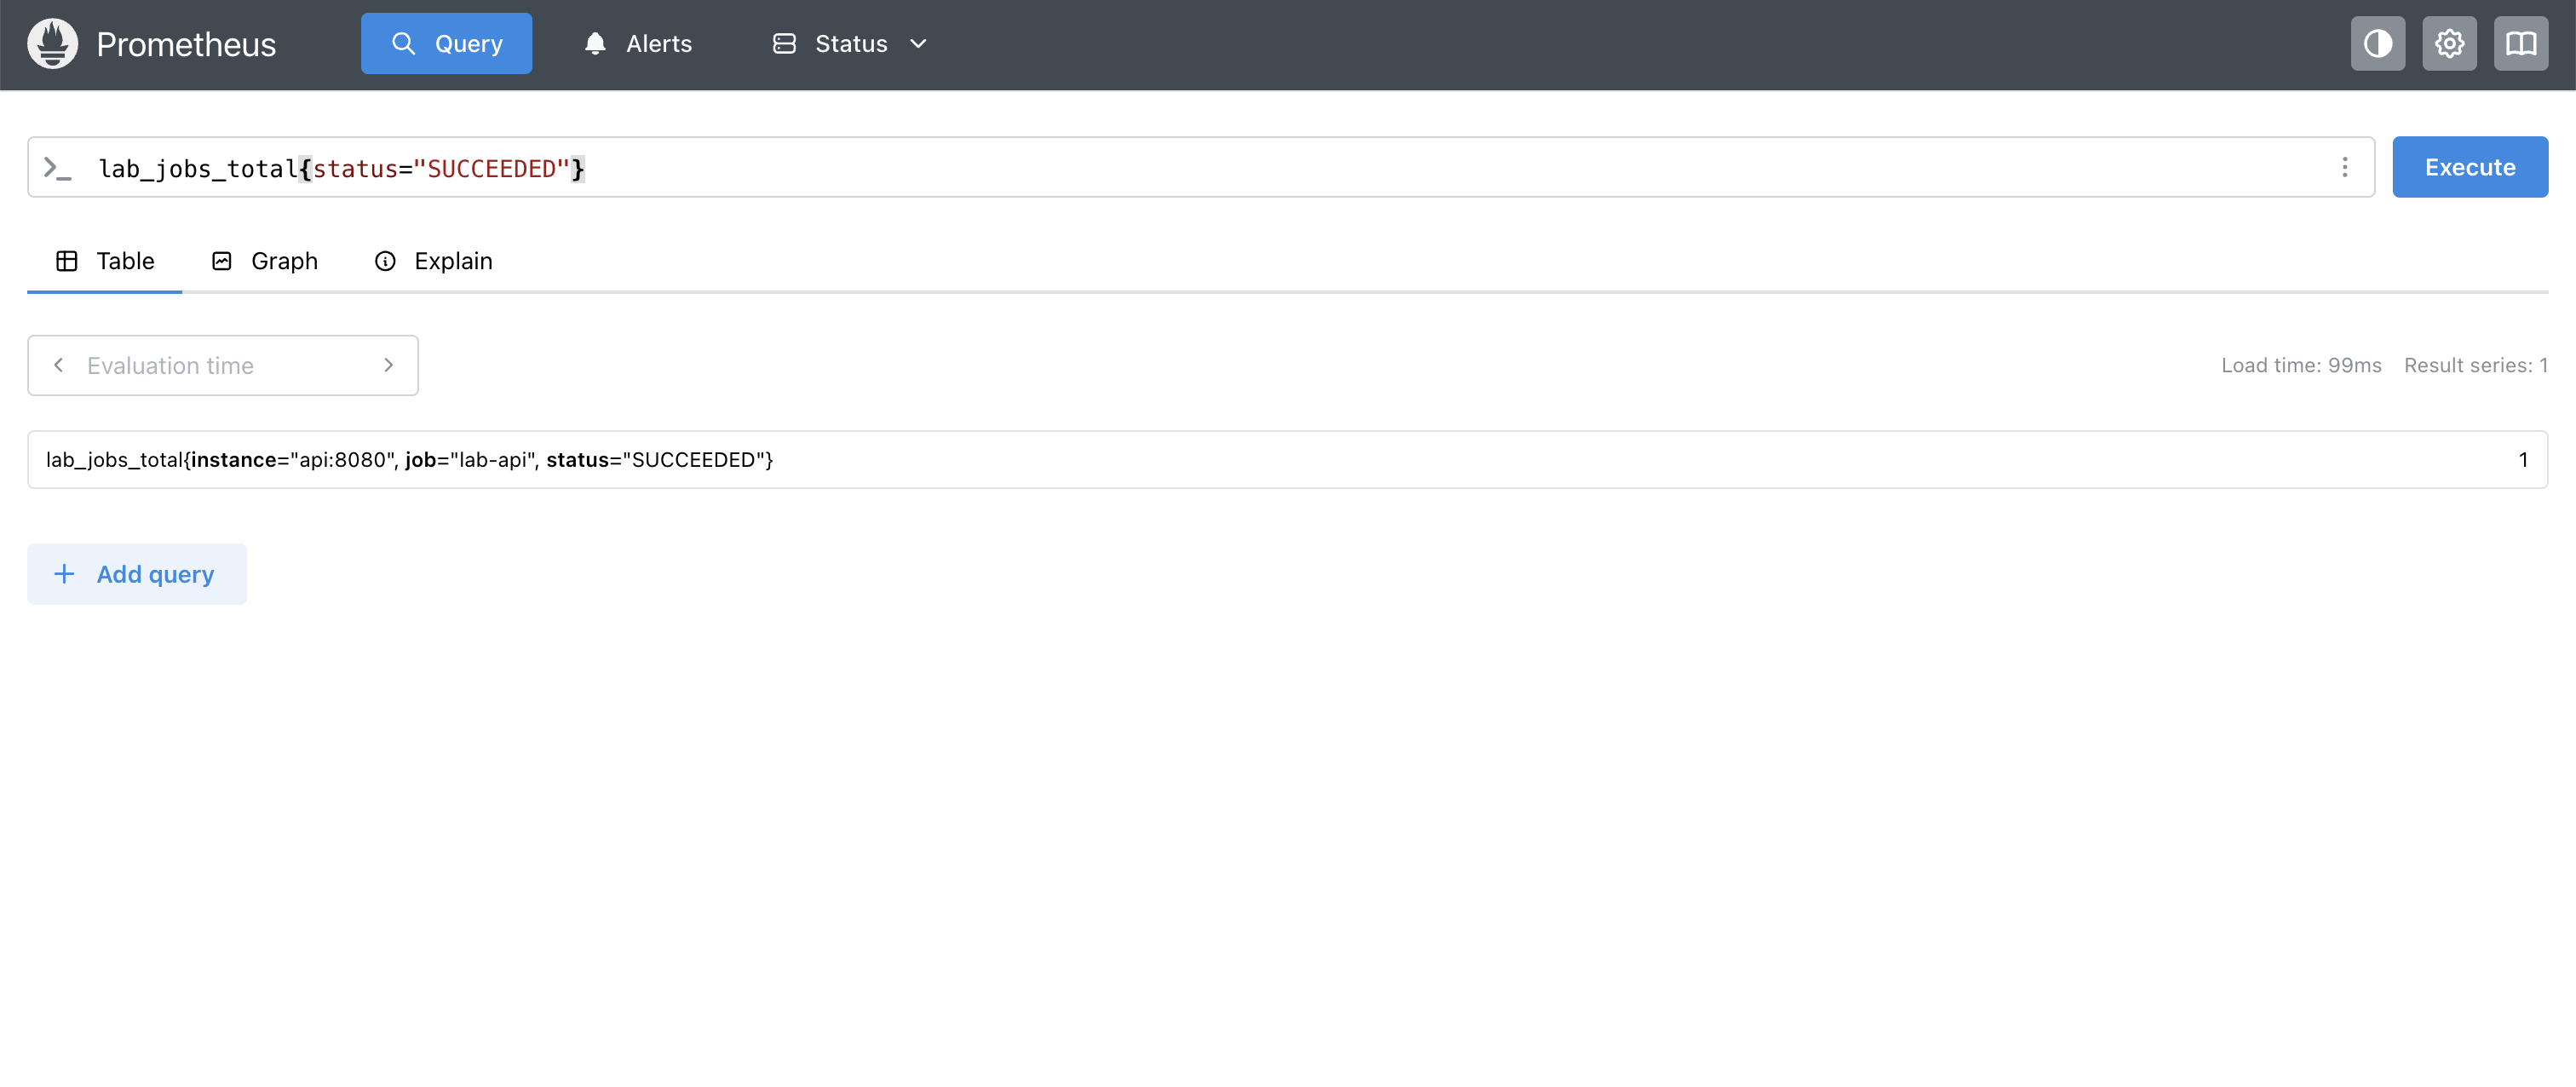 Prometheus
Query
Alerts
Status
lab_jobs_total{status="SUCCEEDED"}
Execute
Table
Graph
Explain
Evaluation time
Load time: 99ms Result series: 1
lab_jobs_total{instance="api:8080", job="lab-api", status="SUCCEEDED"} 1
Add query